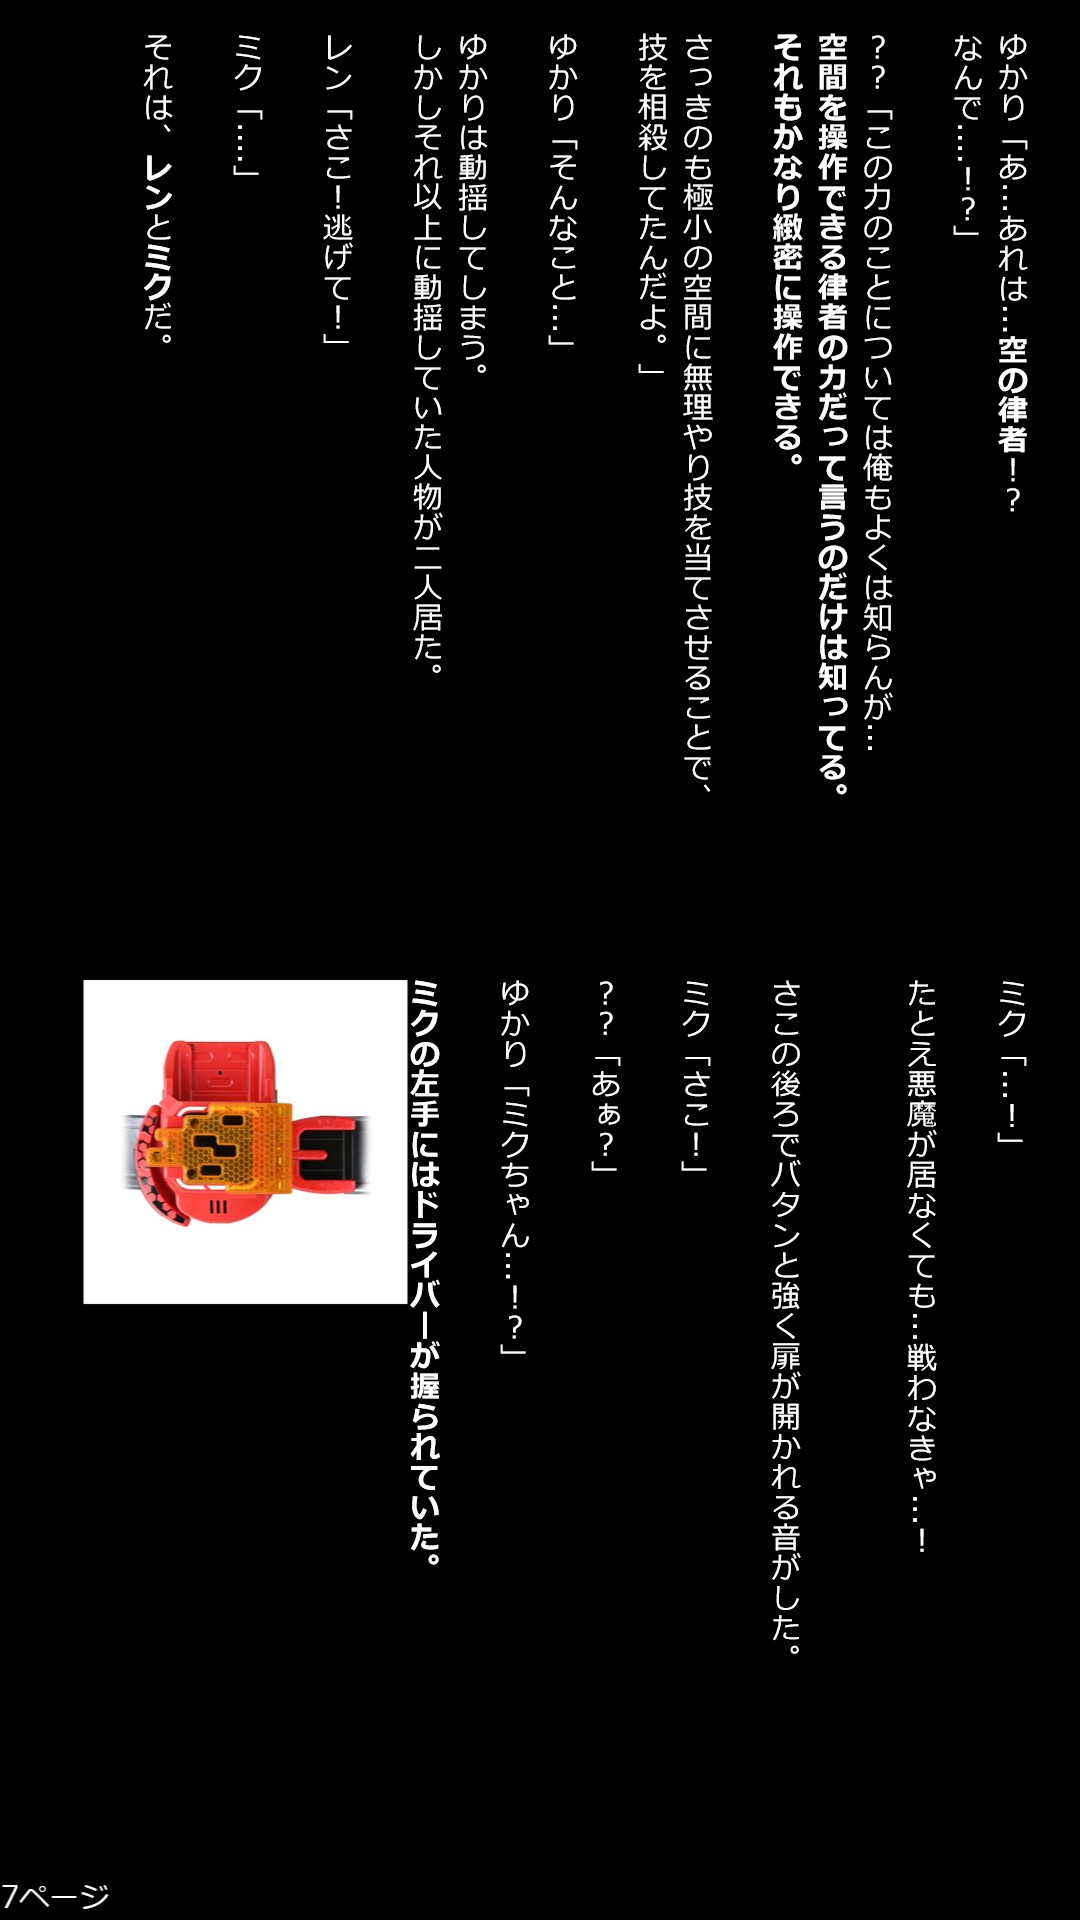 ゆかり「あ…あれは…空の律者！？
なんで…！？」
？？「この力のことについては俺もよくは知らんが…
空間を操作できる律者の力だって言うのだけは知ってる。
それもかなり緻密に操作できる。
さっきのも極小の空間に無理やり技を当てさせることで、
技を相殺してたんだよ。」
ゆかり「そんなこと…」
ゆかりは動揺してしまう。
しかしそれ以上に動揺していた人物が二人居た。
レン「さこ！逃げて！」
ミク「…」
それは、レンとミクだ。
ミク「…！」
たとえ悪魔が居なくても…戦わなきゃ…！
さこの後ろでバタンと強く扉が開かれる音がした。
ミク「さこ！」
？？「あぁ？」
ゆかり「ミクちゃん…！？」
ミクの左手にはドライバーが握られていた。
7ページ